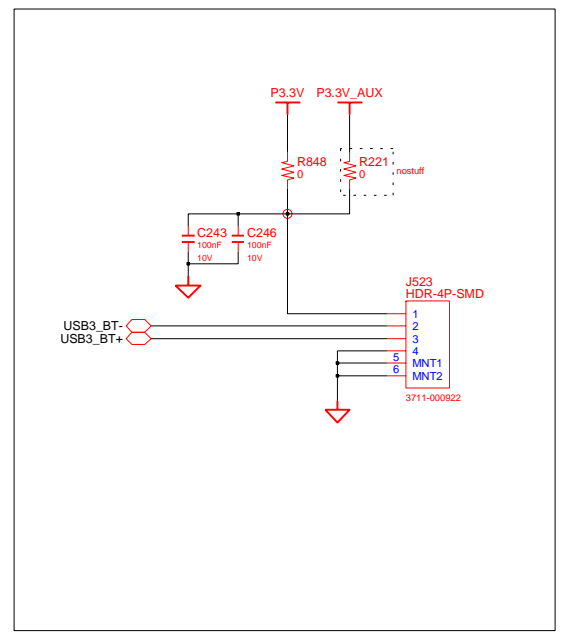 P3.3V P3.3V_AUX
R848
0
R221
0
nostuff
C243
100nF
10V
C246
100nF
10V
J523
HDR-4P-SMD
1
USB3_BT- 2
USB3_BT+ 3
4
5 MNT1
6 MNT2
3711-000922